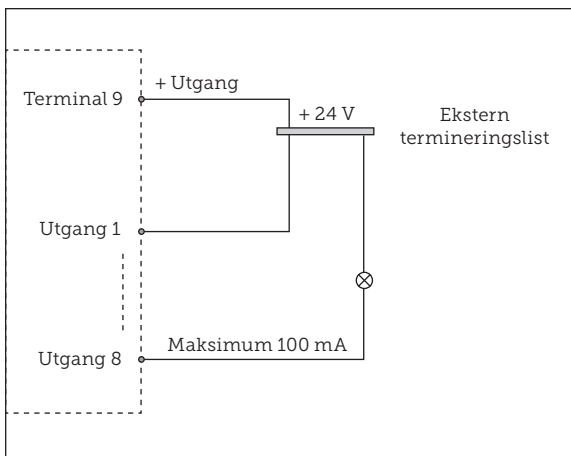 Terminal 9
+ Utgang
+ 24 V
Ekstern
termineringslist
Utgang 1
Utgang 8
Maksimum 100 mA